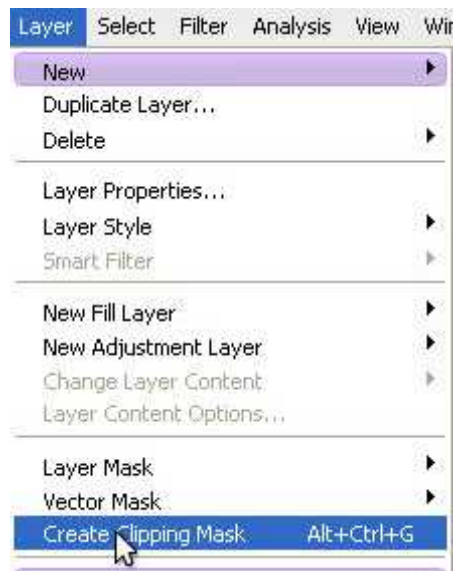 Layer Select Filter Analysis View
New
Duplicate Layer...
Delete
Layer Properties...
Layer Style
Smart Filter
New Fill Layer
New Adjustment Layer
Change Layer Content
Layer Content Options...
Layer Mask
Vector Mask
Create Clipping Mask Alt+Ctrl+G